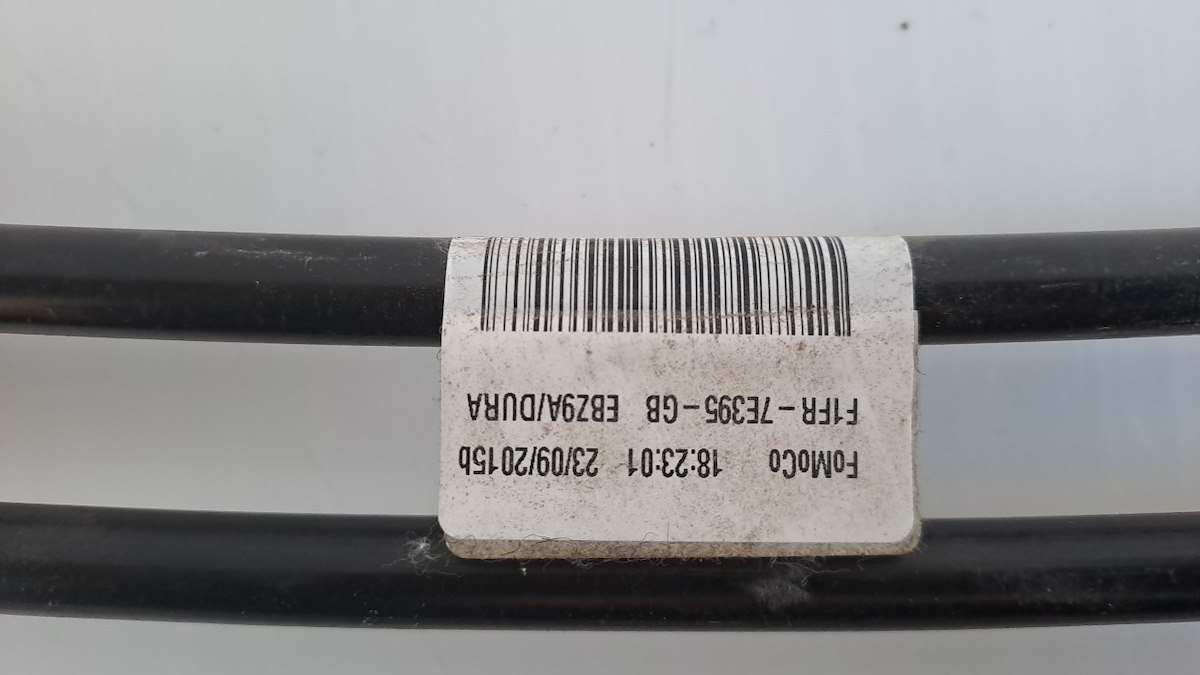 FoMoCo 18:23:01 23/09/2015b
F1FR-7E395-GB EBZ9A/DURA